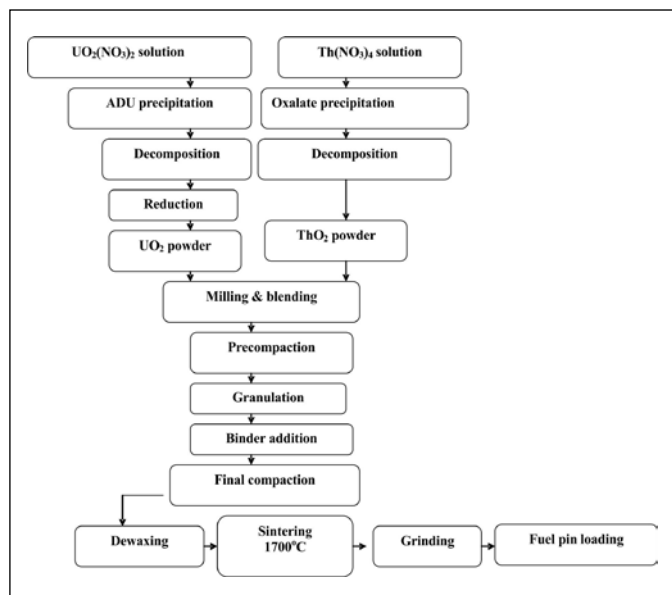 UO₂(NO₃)₂ solution
Th(NO₃)₄ solution
ADU precipitation
Oxalate precipitation
Decomposition
Decomposition
Reduction
UO₂ powder
ThO₂ powder
Milling & blending
Precompaction
Granulation
Binder addition
Final compaction
Dewaxing
Sintering
1700°C
Grinding
Fuel pin loading